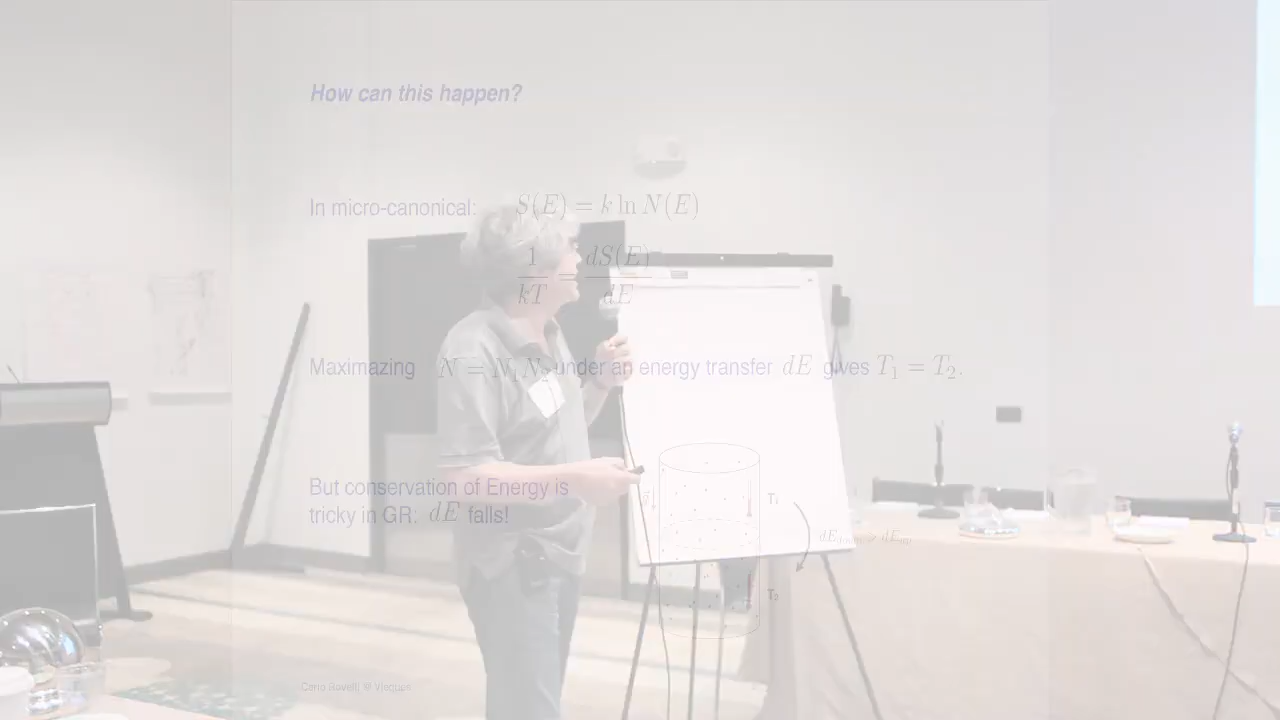 How can this happen?
In micro-canonical: S(E) = k ln N(E)
1/kT = dS(E)/dE
Maximazing N = N₁N₂ under an energy transfer dE gives T₁ = T₂.
But conservation of Energy is
tricky in GR: dE falls!
T₁
T₂
Carlo Rovelli @ Vieques